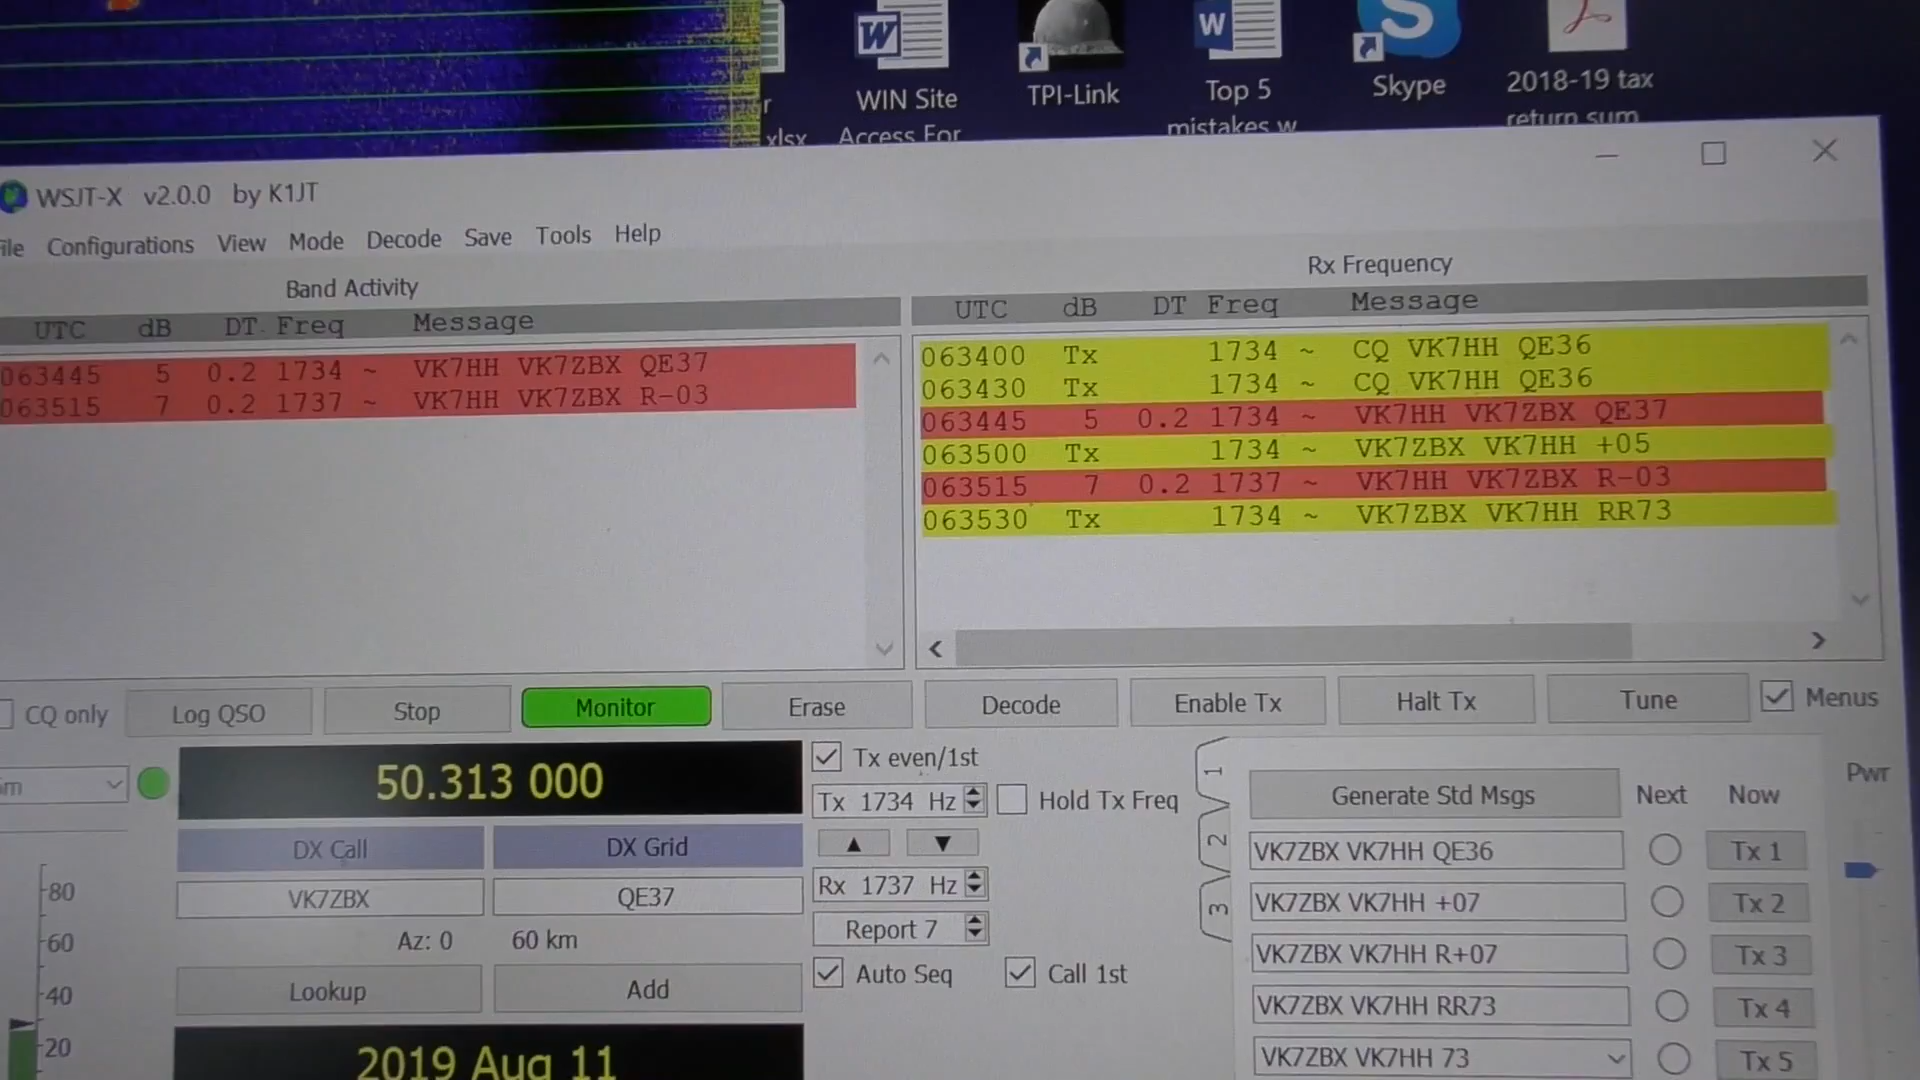 WIN Site
Access For
TPI-Link
Top 5
mistakes w
Skype
2018-19 tax
return sum
r
xlsx
WSJT-X v2.0.0 by K1JT
ile Configurations View Mode Decode Save Tools Help
Band Activity
UTC dB DT Freq Message
063445 5 0.2 1734 ~ VK7HH VK7ZBX QE37
063515 7 0.2 1737 ~ VK7HH VK7ZBX R-03
Rx Frequency
UTC dB DT Freq Message
063400 Tx 1734 ~ CQ VK7HH QE36
063430 Tx 1734 ~ CQ VK7HH QE36
063445 5 0.2 1734 ~ VK7HH VK7ZBX QE37
063500 Tx 1734 ~ VK7ZBX VK7HH +05
063515 7 0.2 1737 ~ VK7HH VK7ZBX R-03
063530 Tx 1734 ~ VK7ZBX VK7HH RR73
CQ only Log QSO Stop Monitor Erase Decode Enable Tx Halt Tx Tune Menus
m
50.313 000
DX Call DX Grid
VK7ZBX QE37
Az: 0 60 km
Lookup Add
2019 Aug 11
80
60
40
20
Tx even/1st
Tx 1734 Hz Hold Tx Freq
Rx 1737 Hz
Report 7
Auto Seq Call 1st
1
2
3
Generate Std Msgs Next Now
VK7ZBX VK7HH QE36 Tx 1
VK7ZBX VK7HH +07 Tx 2
VK7ZBX VK7HH R+07 Tx 3
VK7ZBX VK7HH RR73 Tx 4
VK7ZBX VK7HH 73 Tx 5
Pwr